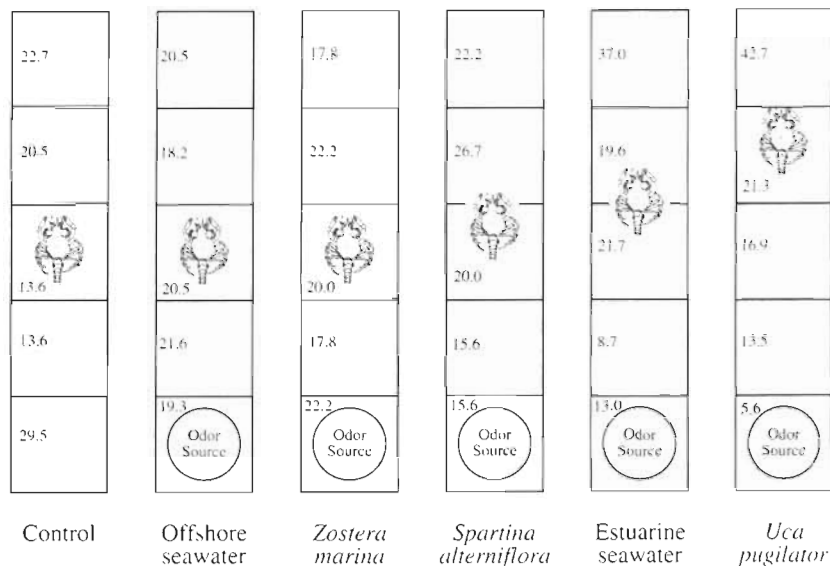 22.7 20.5 17.8 22.2 37.0 42.7
20.5 18.2 22.2 26.7 19.6 21.3
13.6 20.5 20.0 20.0 21.7 16.9
13.6 21.6 17.8 15.6 8.7 13.5
29.5 19.3 22.2 15.6 13.0 5.6
Odor Odor Odor Odor Odor
Source Source Source Source Source
Control Offshore Zostera Spartina Estuarine Uca
seawater marina alterniflora seawater pugilator